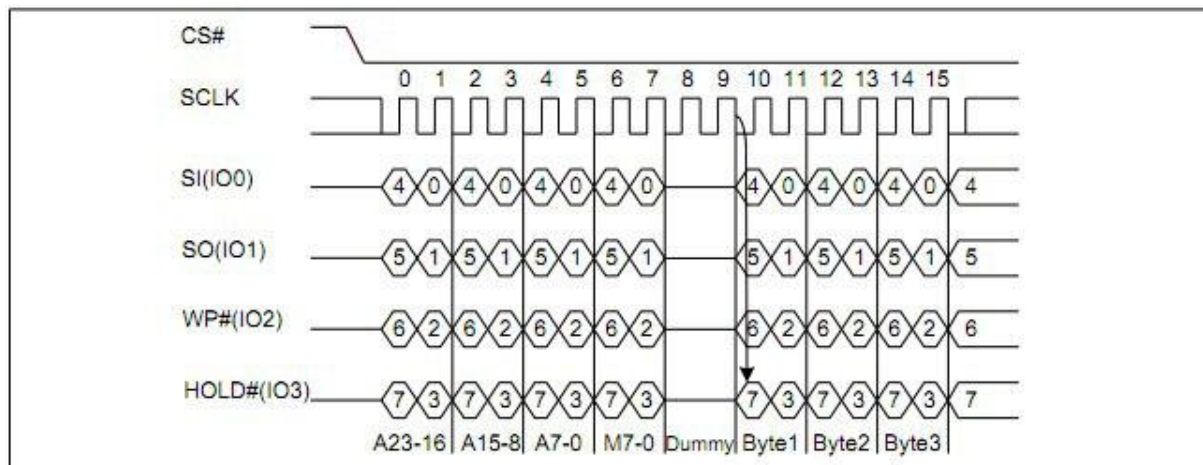 CS#
0 1 2 3 4 5 6 7 8 9 10 11 12 13 14 15
SCLK
SI(IO0) 4 0 4 0 4 0 4 0 4 0 4 0 4 0 4
SO(IO1) 5 1 5 1 5 1 5 1 5 1 5 1 5 1 5
WP#(IO2) 6 2 6 2 6 2 6 2 6 2 6 2 6 2 6
HOLD#(IO3) 7 3 7 3 7 3 7 3 7 3 7 3 7 3 7
A23-16 A15-8 A7-0 M7-0 Dummy Byte1 Byte2 Byte3